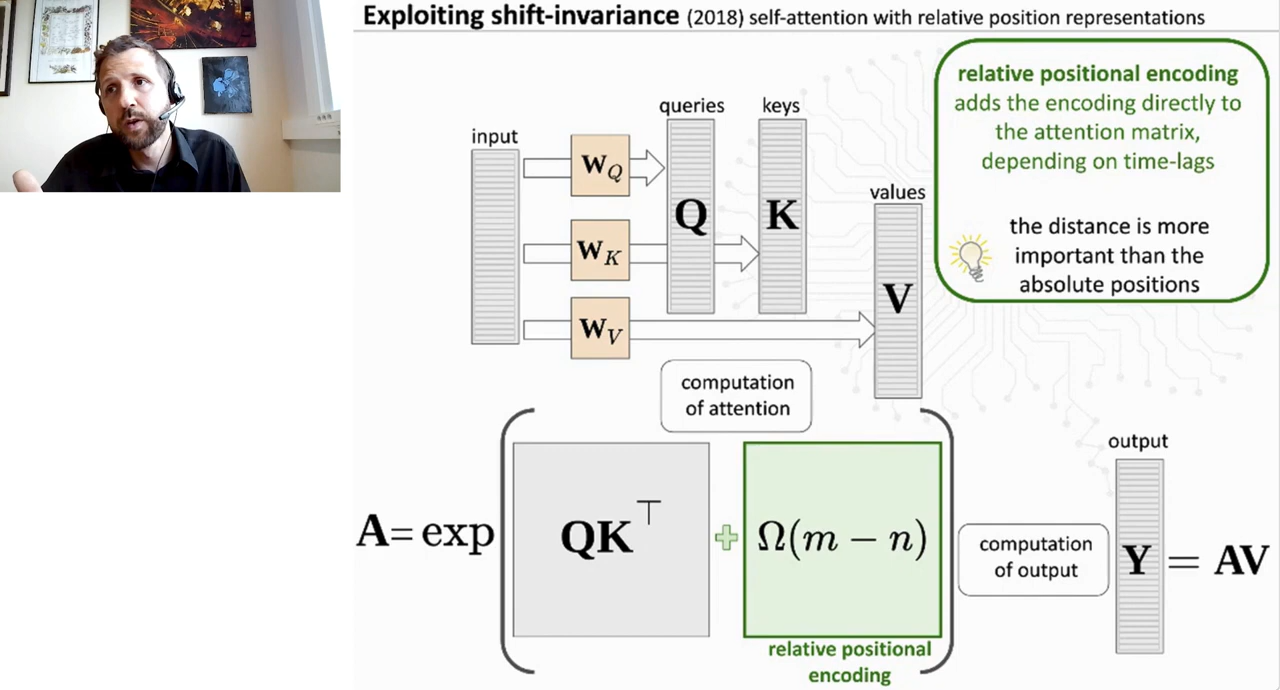 Exploiting shift-invariance (2018) self-attention with relative position representations
relative positional encoding
adds the encoding directly to
the attention matrix,
depending on time-lags
the distance is more
important than the
absolute positions
queries
keys
input
values
W_Q
W_K
W_V
Q
K
V
computation
of attention
A = exp
QK^⊤
+
Ω(m − n)
relative positional
encoding
computation
of output
output
Y = AV